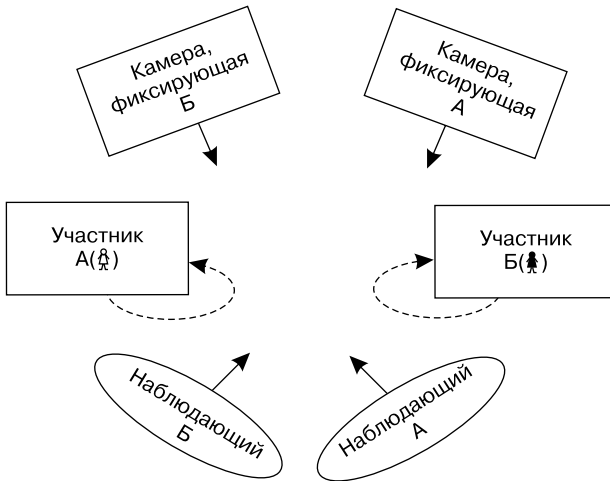 Камера,
фиксирующая
Б
Камера,
фиксирующая
А
Участник
А( )
Участник
Б( )
Наблюдающий
Б
Наблюдающий
А